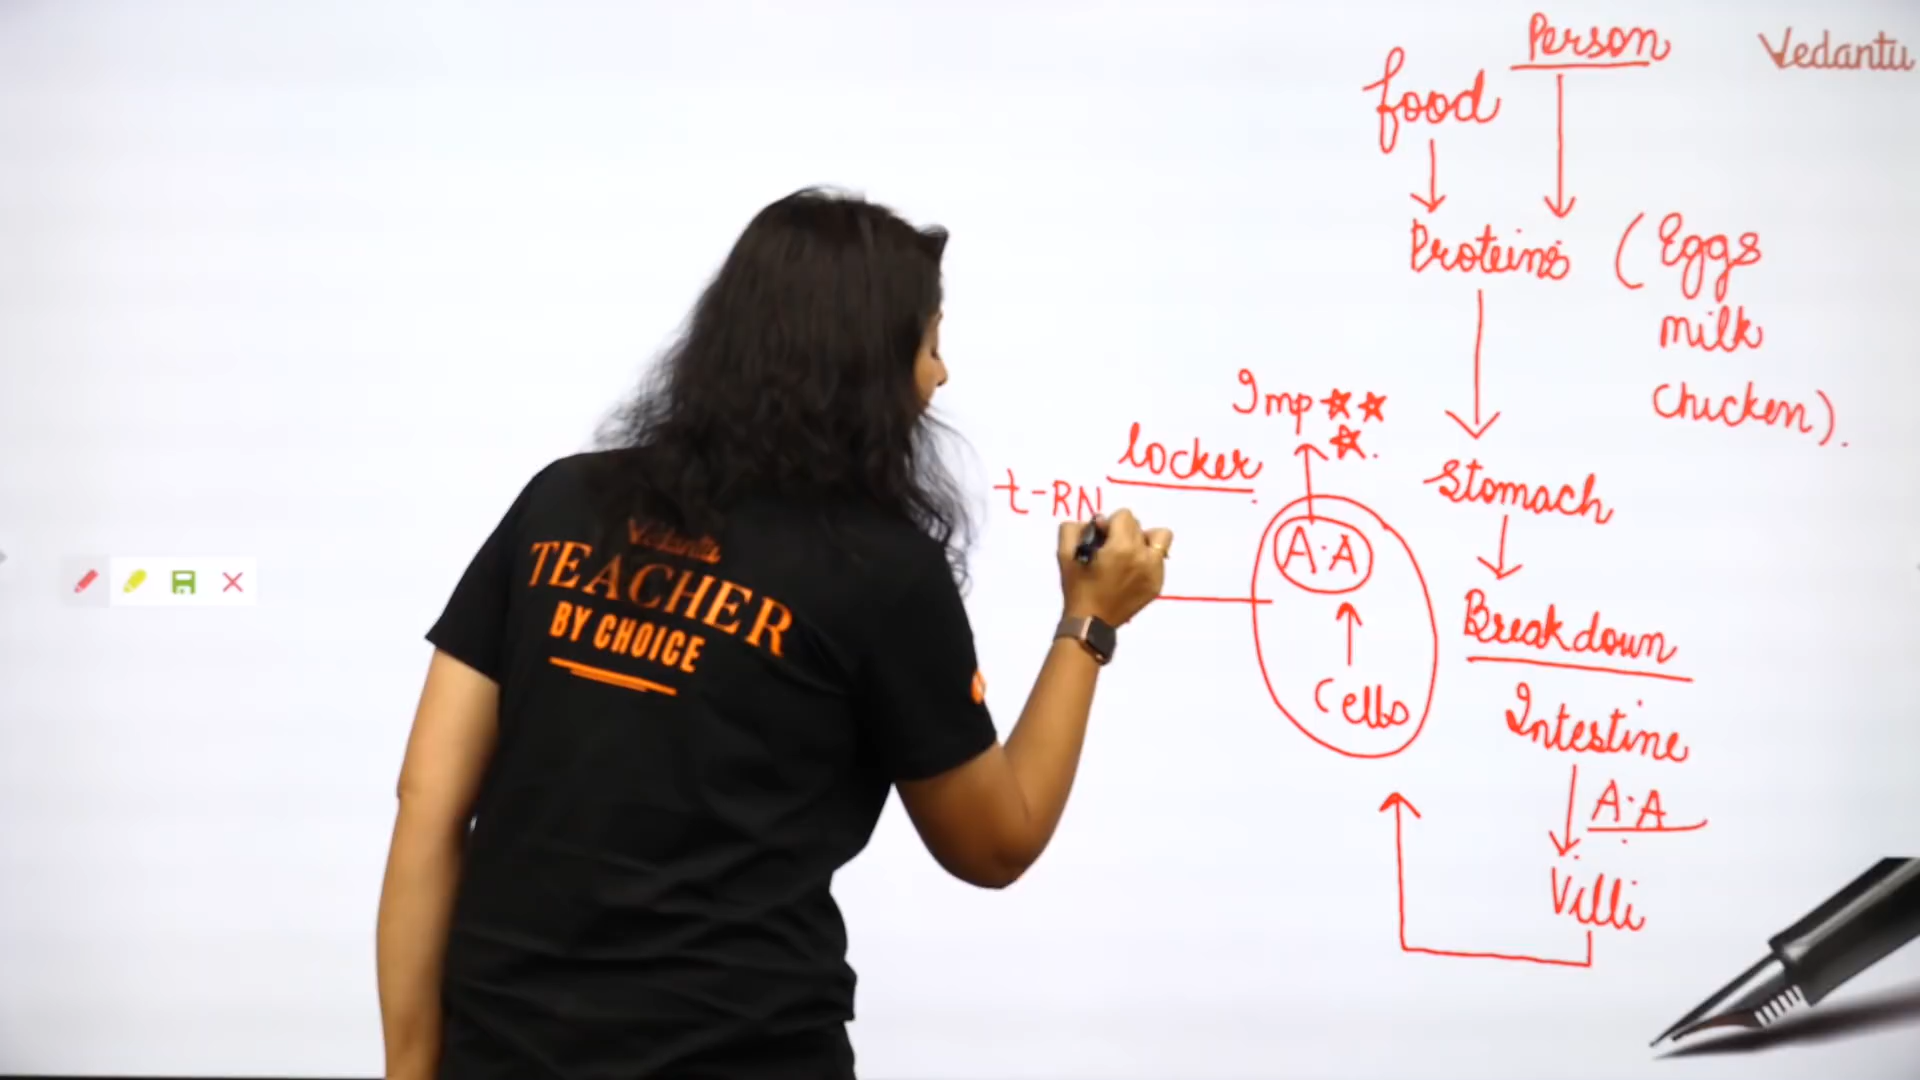 Person
Vedantu
food
Proteins
(Eggs
milk
chicken).
Imp
locker
t-RN
A.A
Stomach
Breakdown
Cells
Intestine
A.A
Villi
Vedantu
TEACHER
BY CHOICE